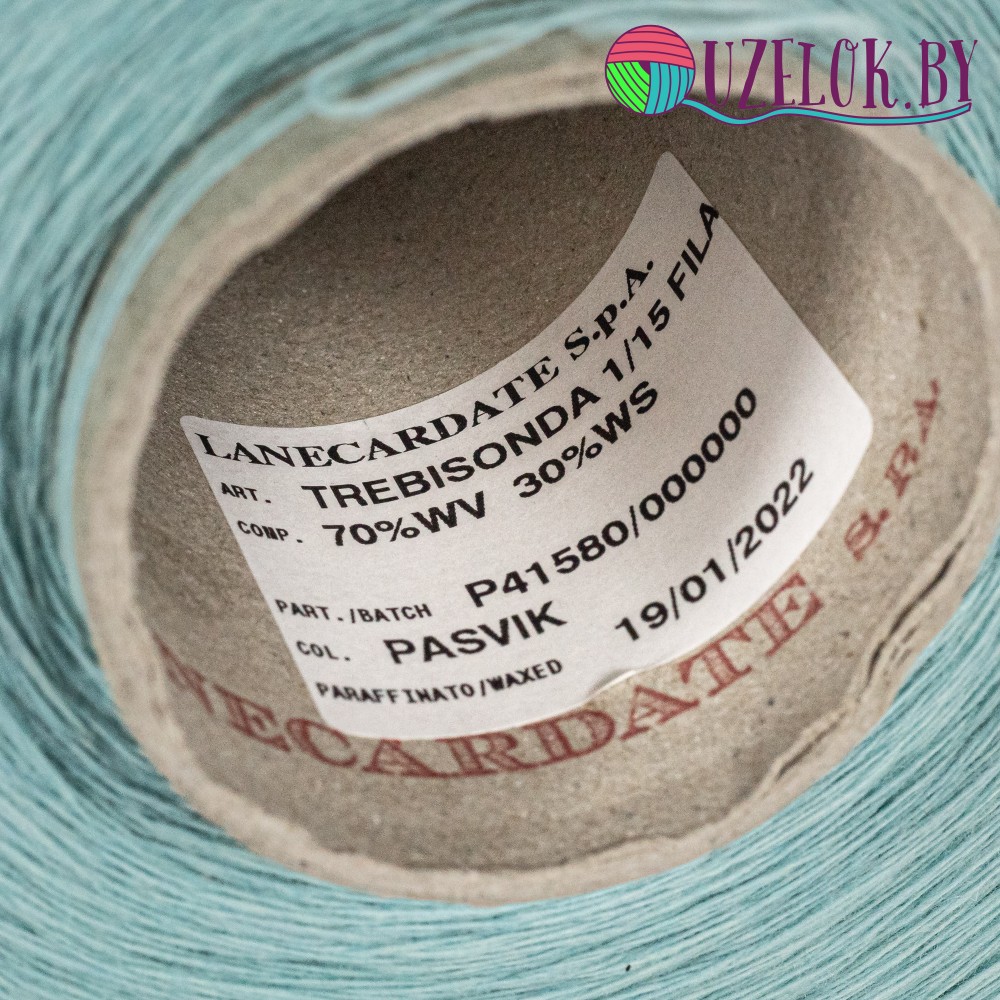 UZELOK.BY
LANECARDATE S.p.A.
ART. TREBISONDA 1/15 FILA
COMP. 70%WV 30%WS
PART./BATCH P41580/000000
COL. PASVIK 19/01/2022
PARAFFINATO/WAXED
NECARDATE S.P.A.